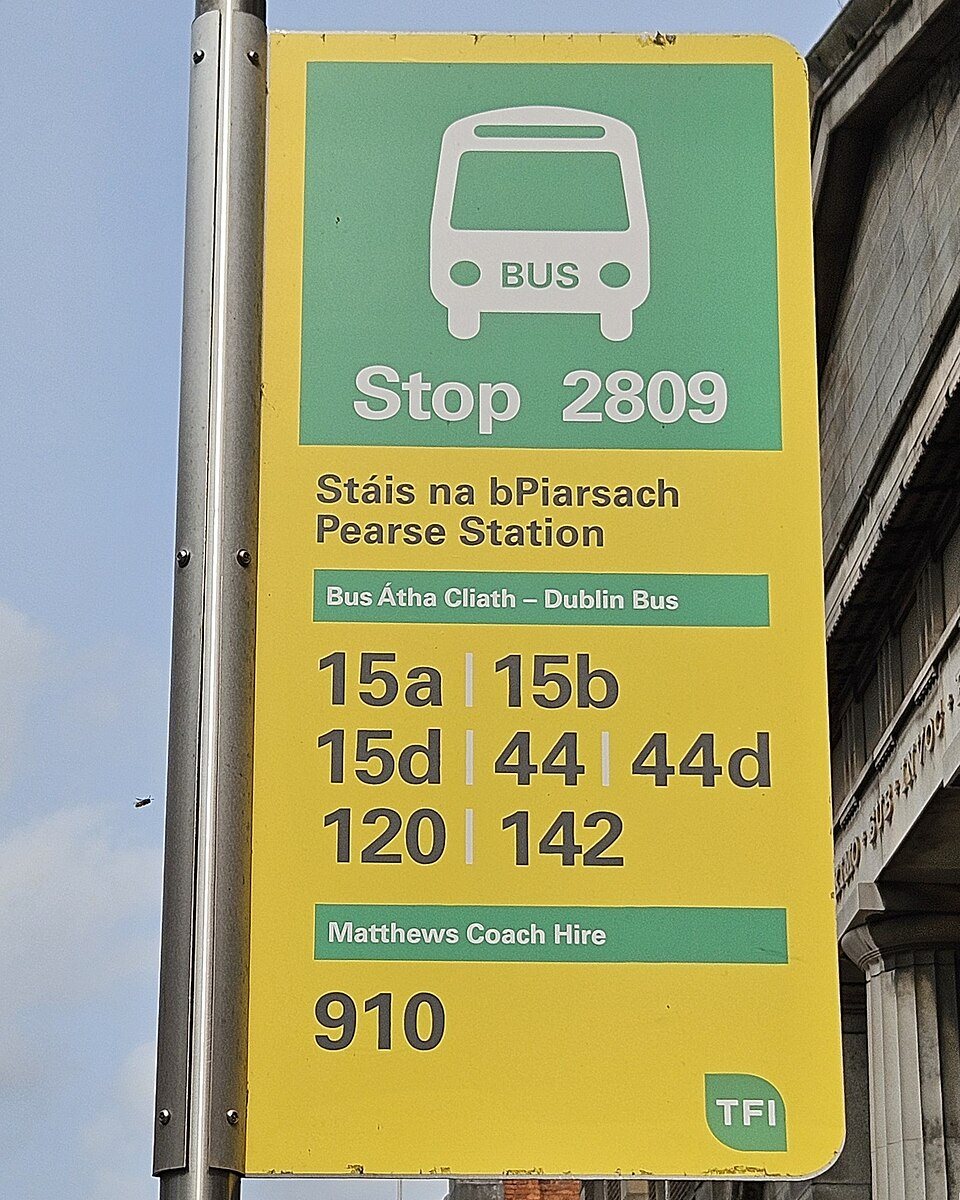 BUS
Stop 2809
Stáis na bPiarsach
Pearse Station
Bus Átha Cliath – Dublin Bus
15a | 15b
15d | 44 | 44d
120 | 142
Matthews Coach Hire
910
TFI